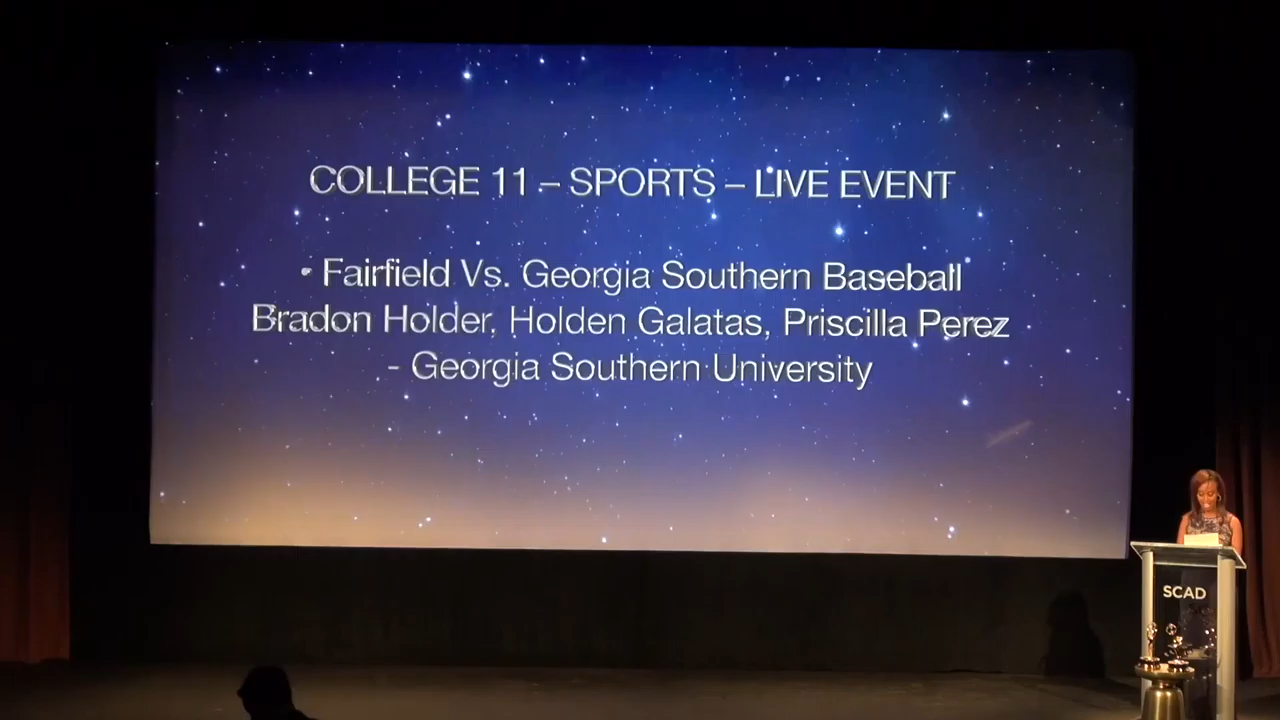 COLLEGE 11 – SPORTS – LIVE EVENT
• Fairfield Vs. Georgia Southern Baseball
Bradon Holder, Holden Galatas, Priscilla Perez
- Georgia Southern University
SCAD